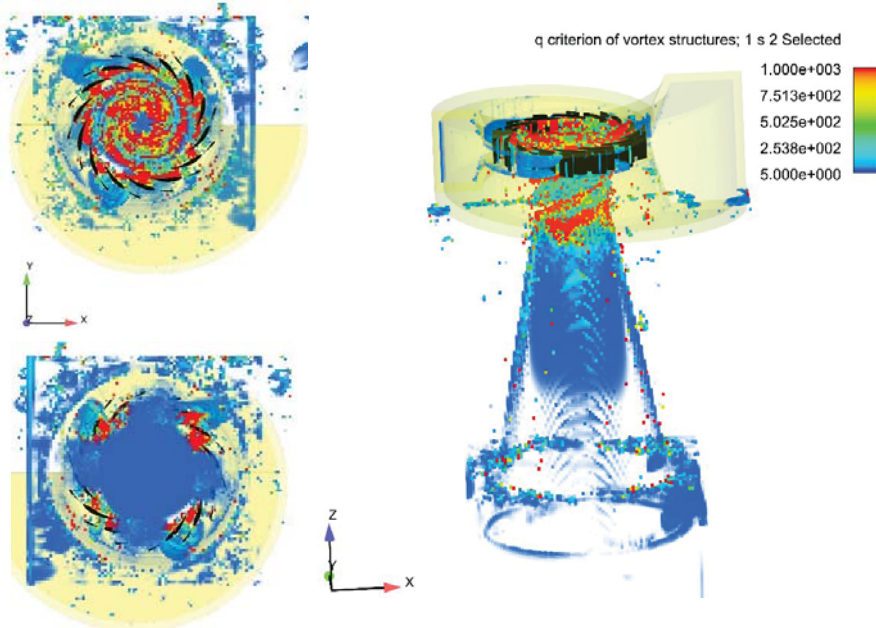 q criterion of vortex structures; 1 s 2 Selected
1.000e+003
7.513e+002
5.025e+002
2.538e+002
5.000e+000
Y
Z
X
Z
Y
X